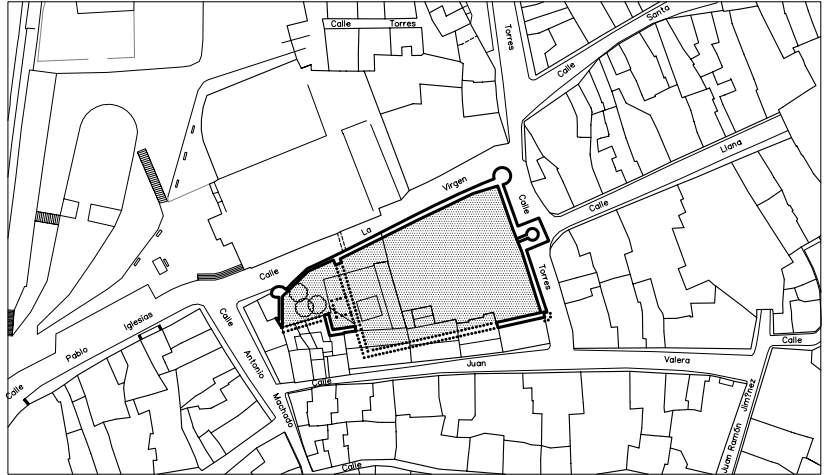 Calle Torres
Santa
Torres
Calle
Llana
Virgen
Calle
Calle
La
Calle
Torres
Iglesias
Calle
Pablo
Antonio
Juan
Valera
Calle
Calle
Calle
Machado
Juan Ramón Jiménez
Calle